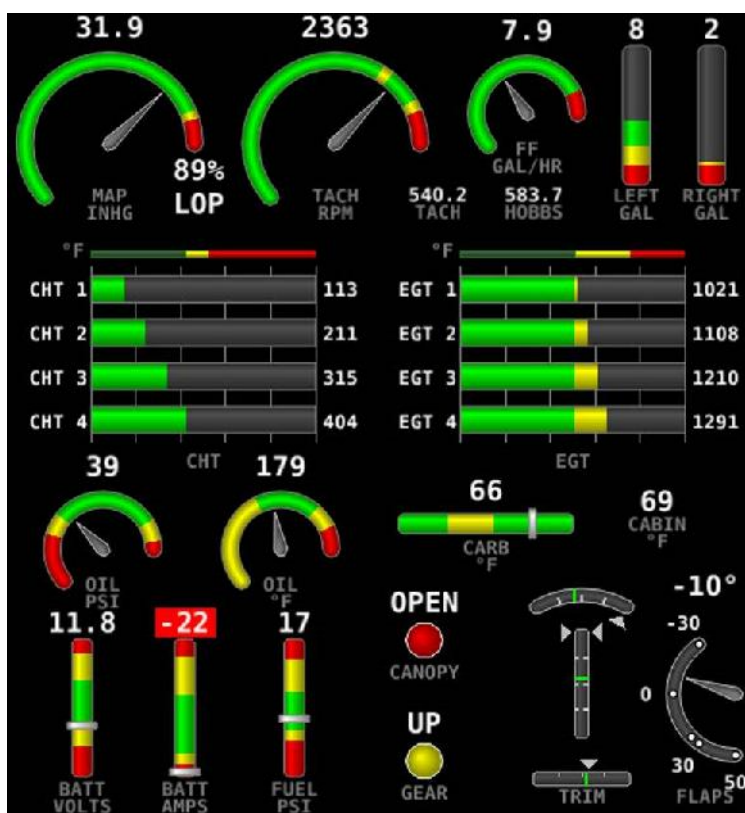 31.9 2363 7.9 8 2
89%
LOP
MAP
INHG
TACH
RPM
FF
GAL/HR
540.2
TACH
583.7
HOBBS
LEFT
GAL
RIGHT
GAL
°F
CHT 1 113
CHT 2 211
CHT 3 315
CHT 4 404
CHT
°F
EGT 1 1021
EGT 2 1108
EGT 3 1210
EGT 4 1291
EGT
39
OIL
PSI
179
OIL
°F
66
CARB
°F
69
CABIN
°F
11.8
BATT
VOLTS
-22
BATT
AMPS
17
FUEL
PSI
OPEN
CANOPY
UP
GEAR
TRIM
-10°
-30
0
30
50
FLAPS